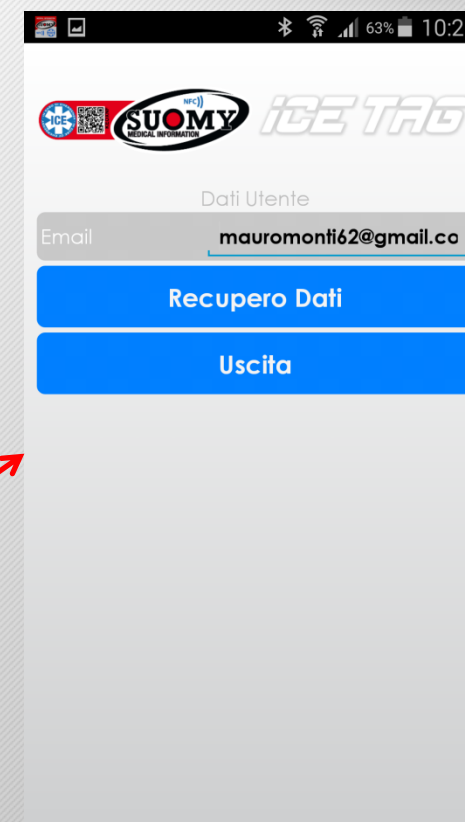 63% 10:2
ICE
NFC))
SUOMY
MEDICAL INFORMATION
ICE TAG
Dati Utente
Email mauromonti62@gmail.co
Recupero Dati
Uscita